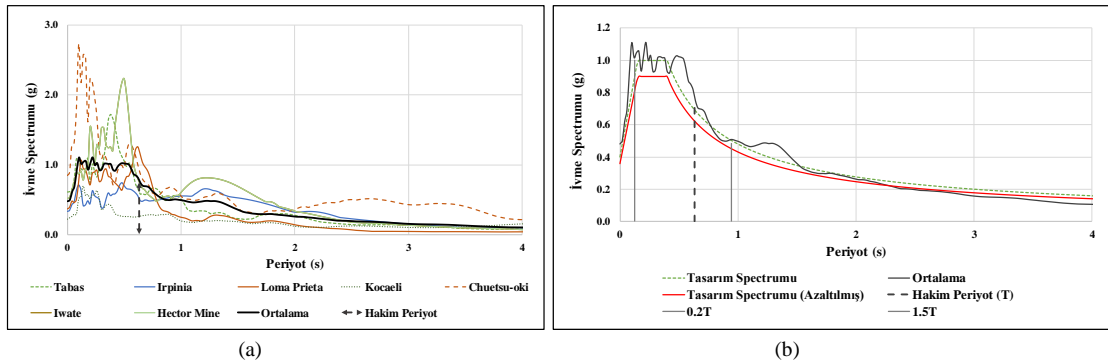 İvme Spectrumu (g)
3.0
2.0
1.0
0.0
0 1 2 3 4
Periyot (s)
Tabas Irpinia Loma Prieta Kocaeli Chuetsu-oki
Iwate Hector Mine Ortalama Hakim Periyot
(a)
İvme Spectrumu (g)
1.2
1.0
0.8
0.6
0.4
0.2
0.0
0 1 2 3 4
Periyot (s)
Tasarım Spectrumu Ortalama
Tasarım Spectrumu (Azaltılmış) Hakim Periyot (T)
0.2T 1.5T
(b)